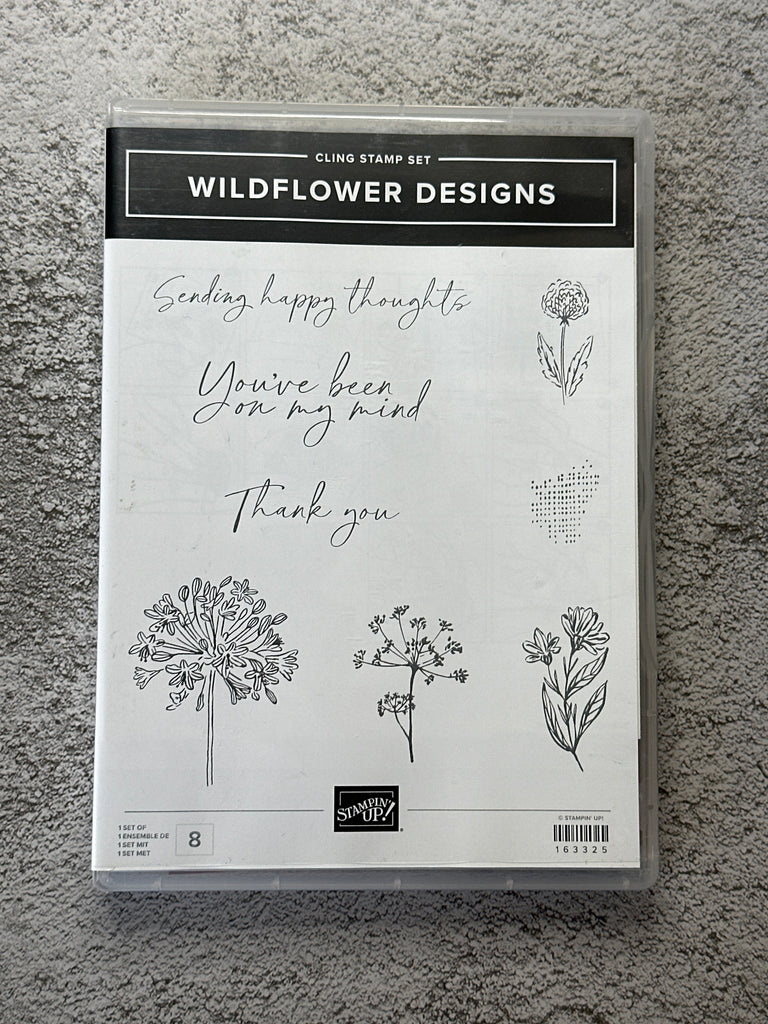 CLING STAMP SET
WILDFLOWER DESIGNS
Sending happy thoughts
You've been
on my mind
Thank you
STAMPIN'
UP!®
1 SET OF
1 ENSEMBLE DE
1 SET MIT
1 SET MET
8
© STAMPIN' UP!
163325